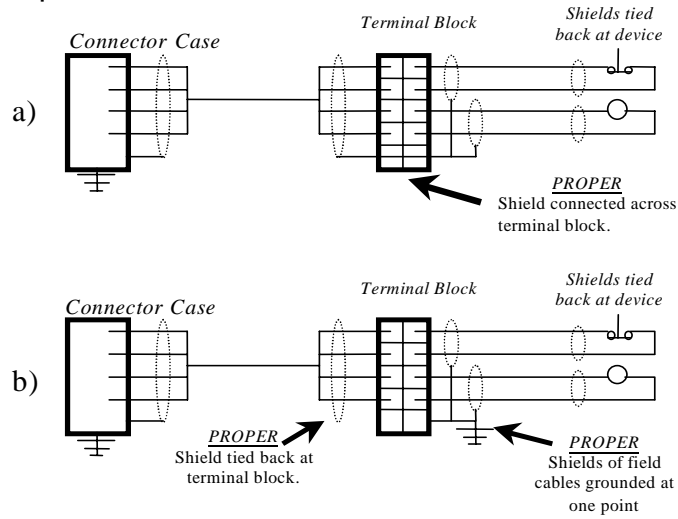 Terminal Block
Shields tied
back at device
Connector Case
a)
PROPER
Shield connected across
terminal block.
Terminal Block
Shields tied
back at device
Connector Case
b)
PROPER
Shield tied back at
terminal block.
PROPER
Shields of field
cables grounded at
one point